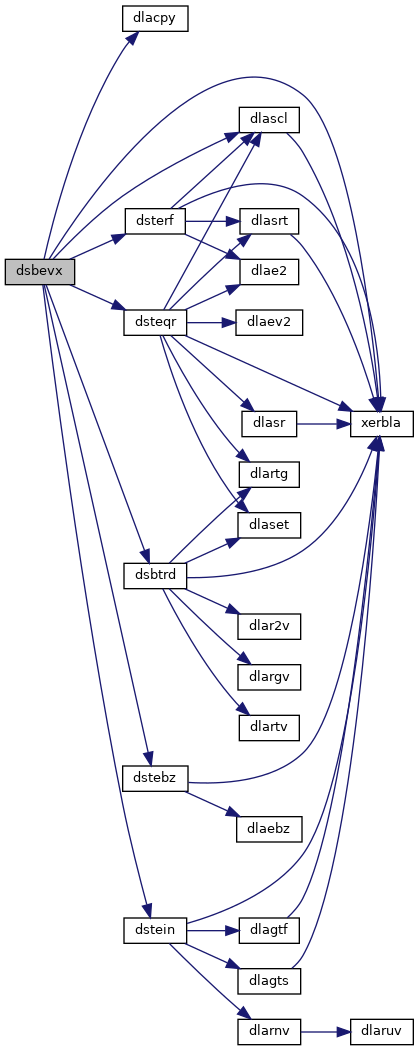 dlacpy
dlascl
dsterf
dlasrt
dsbevx
dlae2
dsteqr
dlaev2
dlasr
xerbla
dlartg
dlaset
dsbtrd
dlar2v
dlargv
dlartv
dstebz
dlaebz
dstein
dlagtf
dlagts
dlarnv
dlaruv